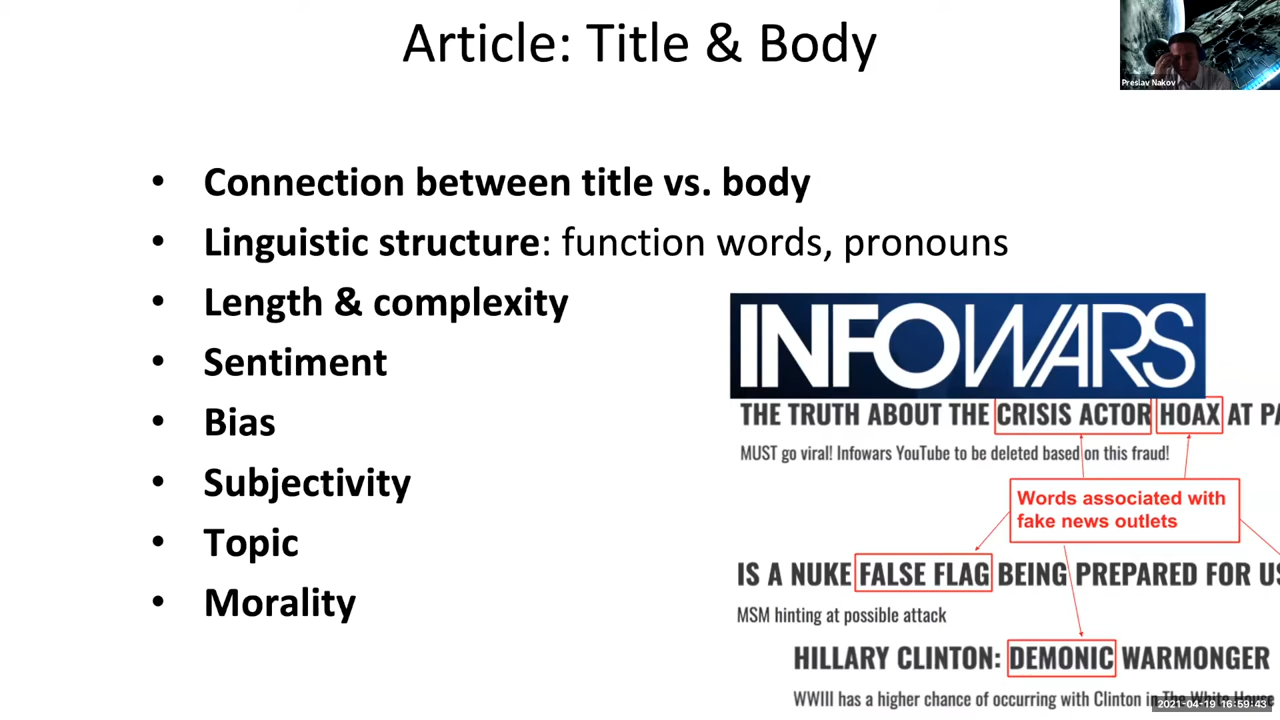 Article: Title & Body
Preslav Nakov
• Connection between title vs. body
• Linguistic structure: function words, pronouns
• Length & complexity
• Sentiment
• Bias
• Subjectivity
• Topic
• Morality
INFOWARS
THE TRUTH ABOUT THE CRISIS ACTOR HOAX AT PA
MUST go viral! Infowars YouTube to be deleted based on this fraud!
Words associated with
fake news outlets
IS A NUKE FALSE FLAG BEING PREPARED FOR US
MSM hinting at possible attack
HILLARY CLINTON: DEMONIC WARMONGER
WWIII has a higher chance of occurring with Clinton in The White House
2021-04-19 16:59:43